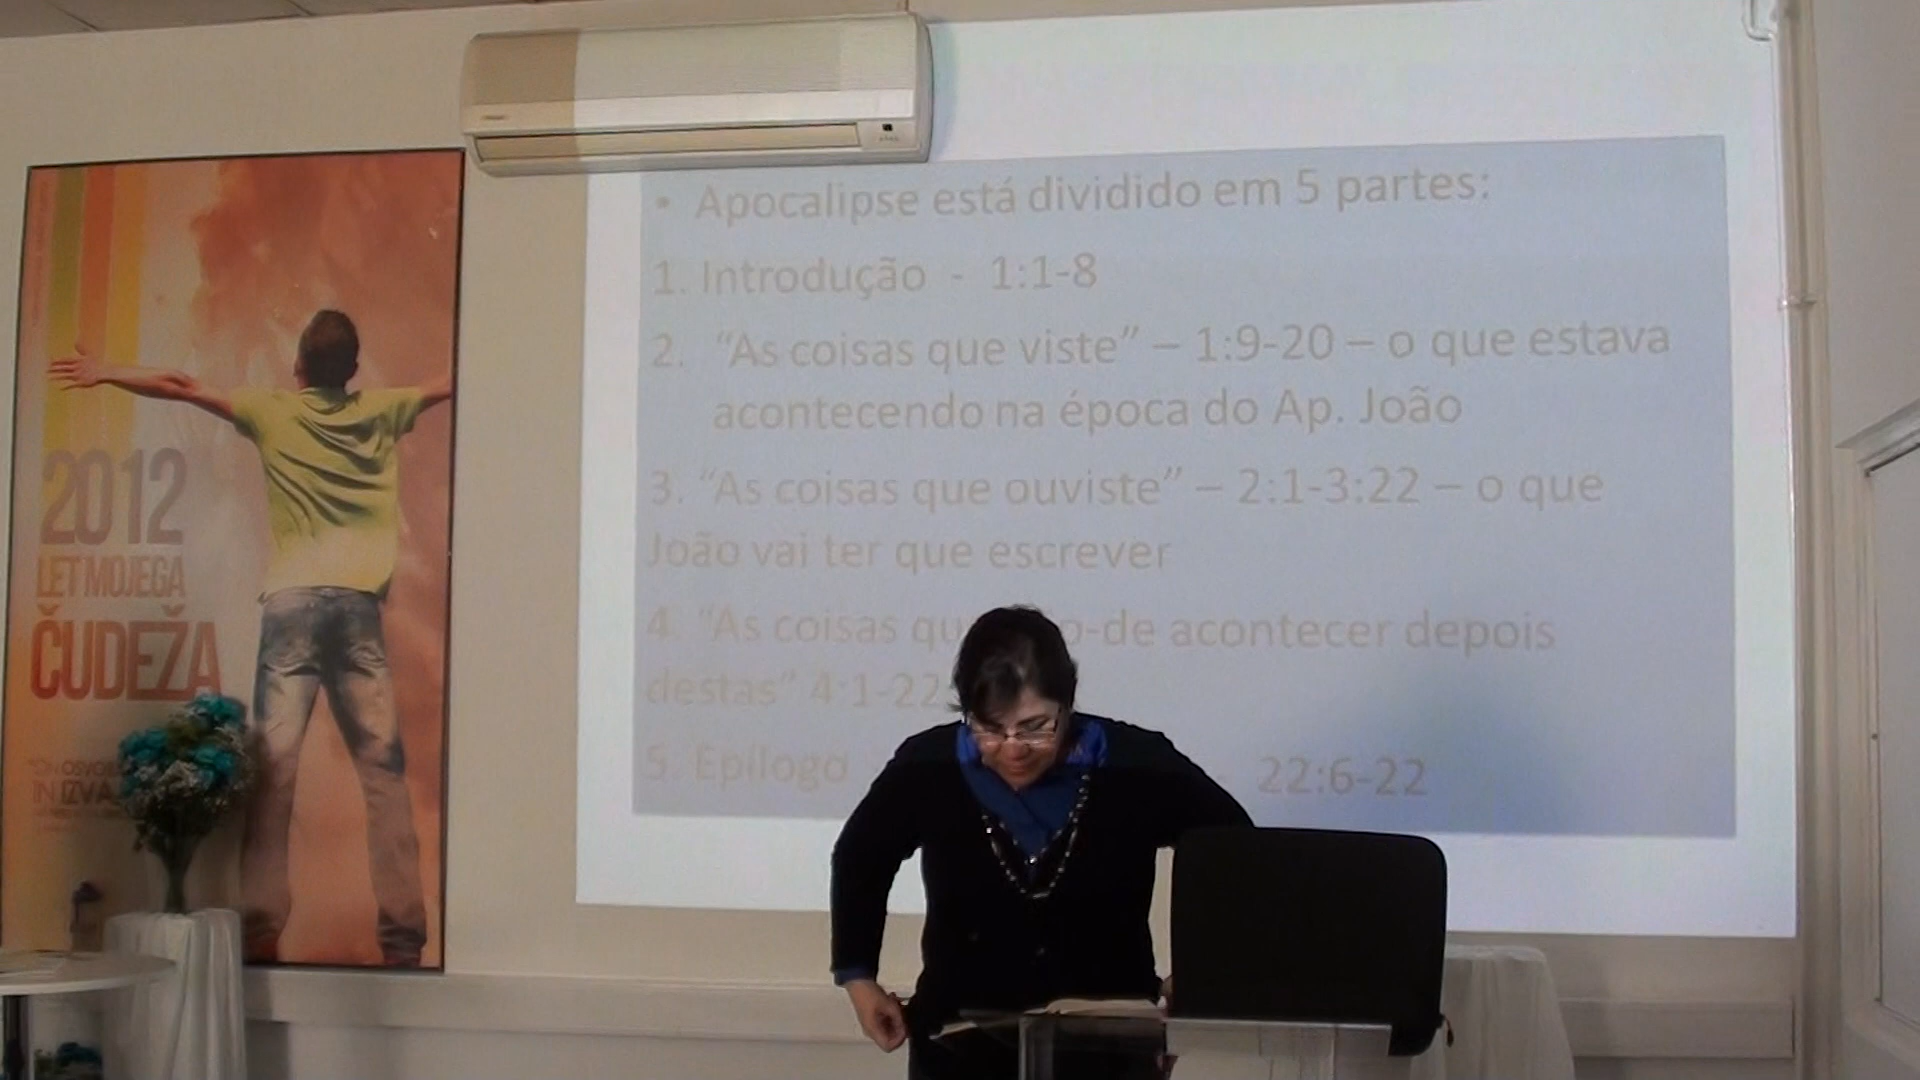 • Apocalipse está dividido em 5 partes:
1. Introdução - 1:1-8
2. “As coisas que viste” – 1:9-20 – o que estava
acontecendo na época do Ap. João
3. “As coisas que ouviste” – 2:1-3:22 – o que
João vai ter que escrever
4. “As coisas -de acontecer depois
destas” 4:1-22
5. Epílogo - 22:6-22
2012
LET MOJEGA
ČUDEŽA